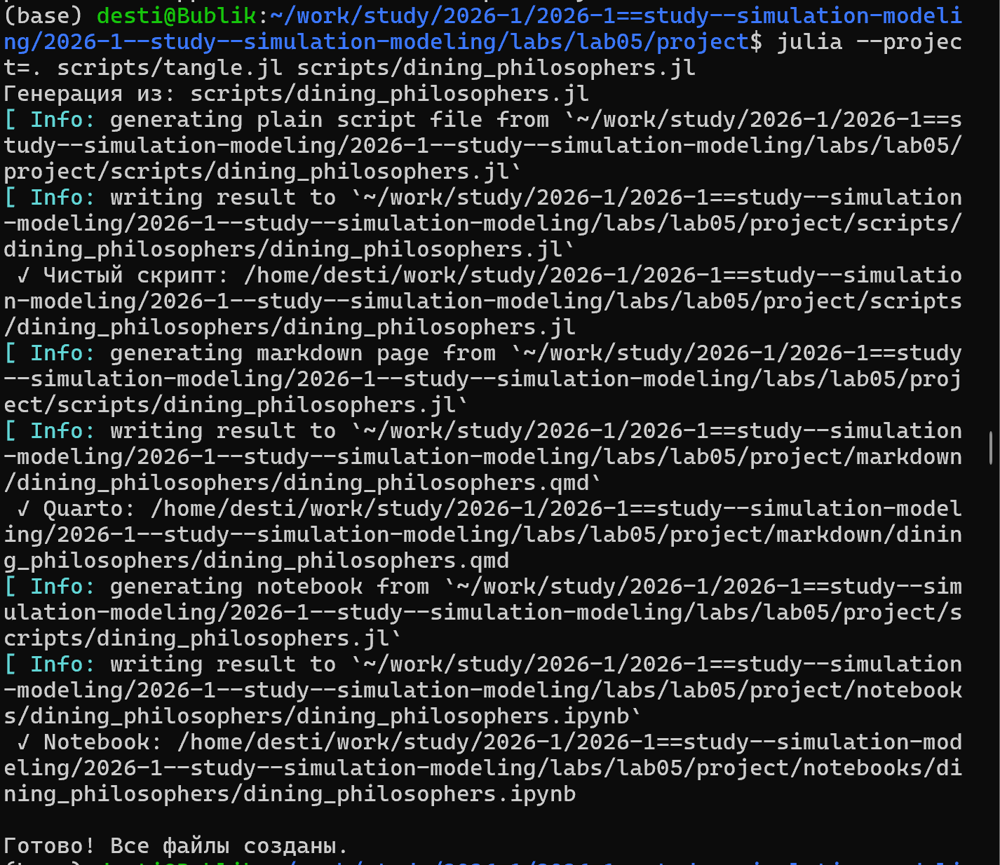 (base) desti@Bublik:~/work/study/2026-1/2026-1==study--simulation-modeli
ng/2026-1--study--simulation-modeling/labs/lab05/project$ julia --projec
t=. scripts/tangle.jl scripts/dining_philosophers.jl
Генерация из: scripts/dining_philosophers.jl
[ Info: generating plain script file from `~/work/study/2026-1/2026-1==s
tudy--simulation-modeling/2026-1--study--simulation-modeling/labs/lab05/
project/scripts/dining_philosophers.jl`
[ Info: writing result to `~/work/study/2026-1/2026-1==study--simulation
-modeling/2026-1--study--simulation-modeling/labs/lab05/project/scripts/
dining_philosophers/dining_philosophers.jl`
✓ Чистый скрипт: /home/desti/work/study/2026-1/2026-1==study--simulatio
n-modeling/2026-1--study--simulation-modeling/labs/lab05/project/scripts
/dining_philosophers/dining_philosophers.jl
[ Info: generating markdown page from `~/work/study/2026-1/2026-1==study
--simulation-modeling/2026-1--study--simulation-modeling/labs/lab05/proj
ect/scripts/dining_philosophers.jl`
[ Info: writing result to `~/work/study/2026-1/2026-1==study--simulation
-modeling/2026-1--study--simulation-modeling/labs/lab05/project/markdown
/dining_philosophers/dining_philosophers.qmd`
✓ Quarto: /home/desti/work/study/2026-1/2026-1==study--simulation-model
ing/2026-1--study--simulation-modeling/labs/lab05/project/markdown/dinin
g_philosophers/dining_philosophers.qmd
[ Info: generating notebook from `~/work/study/2026-1/2026-1==study--sim
ulation-modeling/2026-1--study--simulation-modeling/labs/lab05/project/s
cripts/dining_philosophers.jl`
[ Info: writing result to `~/work/study/2026-1/2026-1==study--simulation
-modeling/2026-1--study--simulation-modeling/labs/lab05/project/notebook
s/dining_philosophers/dining_philosophers.ipynb`
✓ Notebook: /home/desti/work/study/2026-1/2026-1==study--simulation-mod
eling/2026-1--study--simulation-modeling/labs/lab05/project/notebooks/di
ning_philosophers/dining_philosophers.ipynb
Готово! Все файлы созданы.